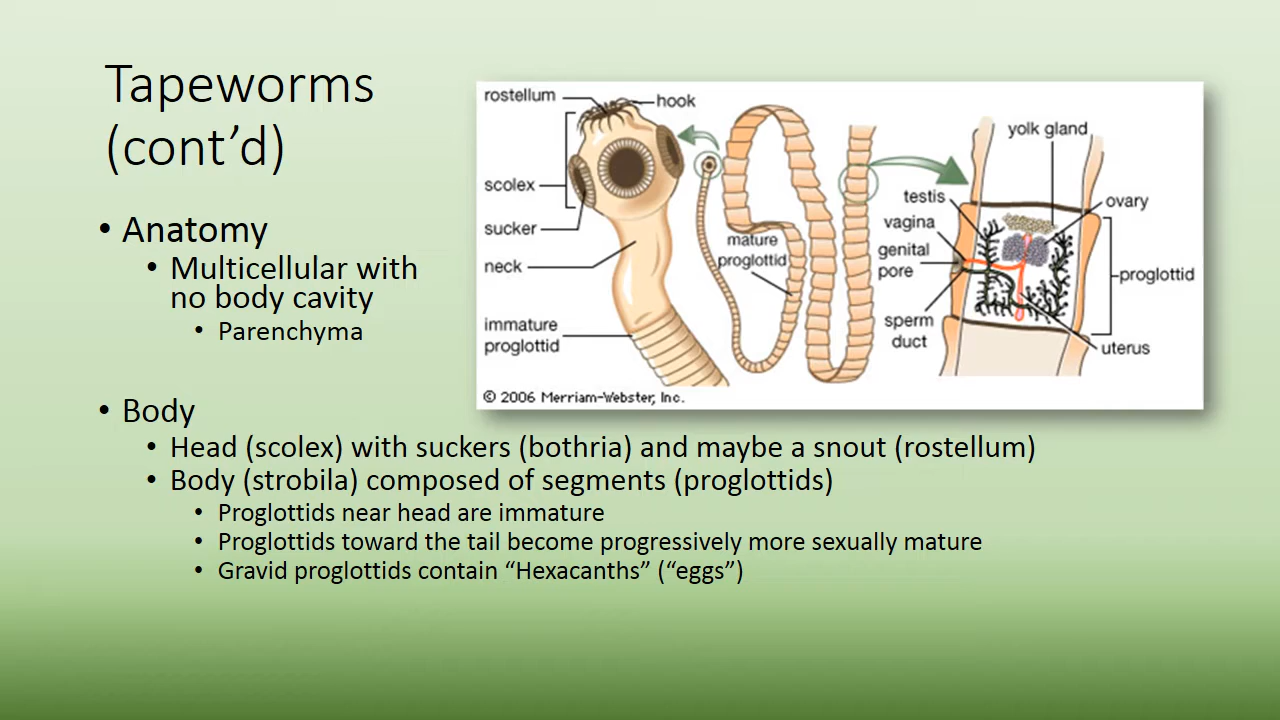 Tapeworms
(cont’d)
• Anatomy
• Multicellular with
no body cavity
• Parenchyma
rostellum
hook
scolex
sucker
neck
immature
proglottid
mature
proglottid
yolk gland
testis
ovary
vagina
genital
pore
proglottid
sperm
duct
uterus
© 2006 Merriam-Webster, Inc.
• Body
• Head (scolex) with suckers (bothria) and maybe a snout (rostellum)
• Body (strobila) composed of segments (proglottids)
• Proglottids near head are immature
• Proglottids toward the tail become progressively more sexually mature
• Gravid proglottids contain “Hexacanths” (“eggs”)